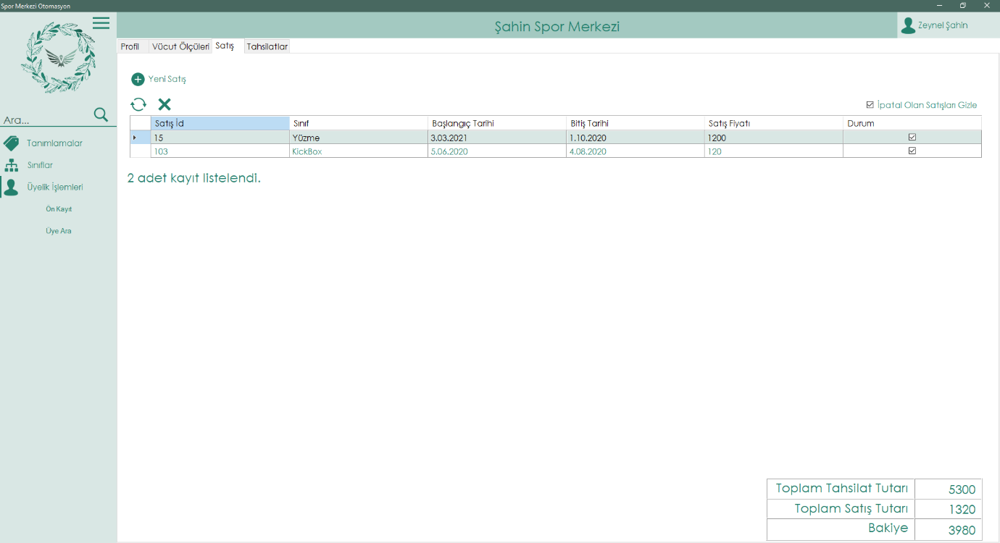 Spor Merkezi Otomasyon
Şahin Spor Merkezi
Zeynel Şahin
Profil Vücut Ölçüleri Satış Tahsilatlar
Yeni Satış
Ara...
İpatal Olan Satışları Gizle
Satış İd Sınıf Başlangıç Tarihi Bitiş Tarihi Satış Fiyatı Durum
15 Yüzme 3.03.2021 1.10.2020 1200
103 KickBox 5.06.2020 4.08.2020 120
2 adet kayıt listelendi.
Tanımlamalar
Sınıflar
Üyelik İşlemleri
Ön Kayıt
Üye Ara
Toplam Tahsilat Tutarı 5300
Toplam Satış Tutarı 1320
Bakiye 3980